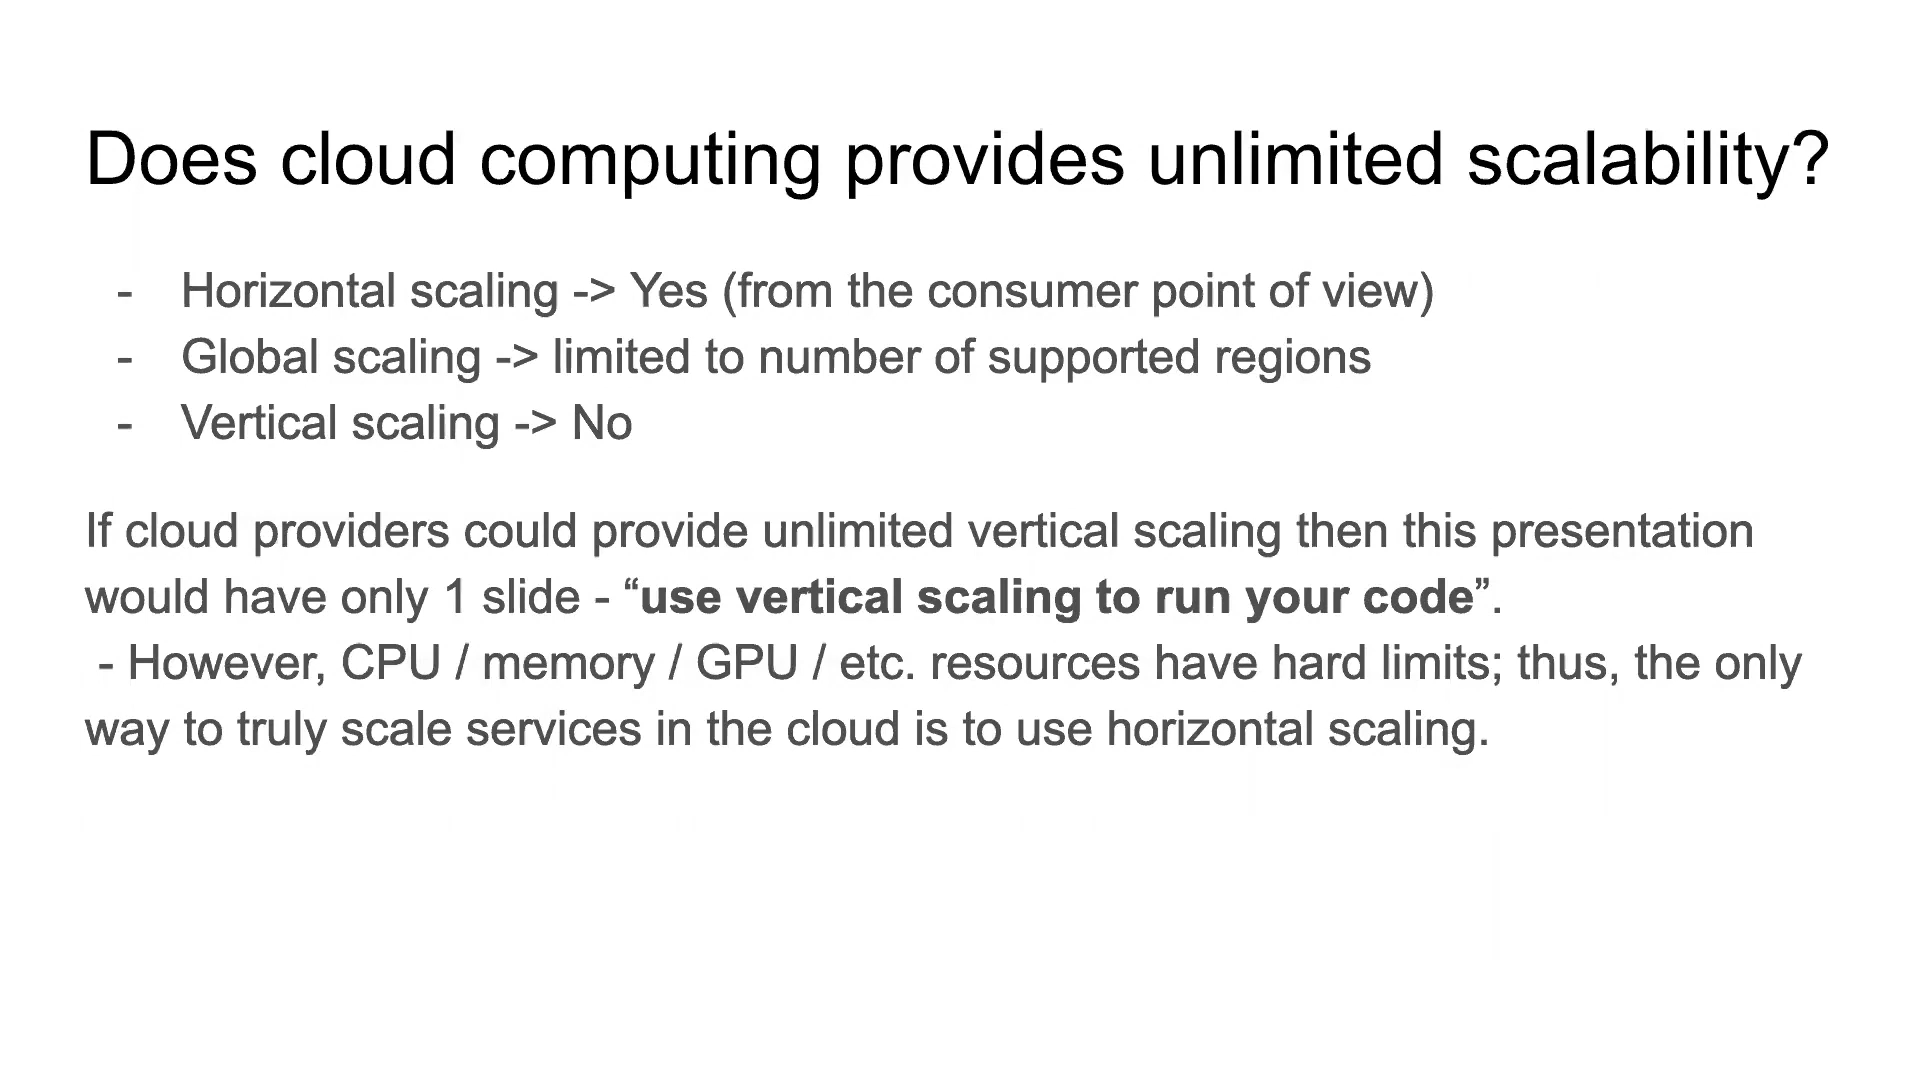 Does cloud computing provides unlimited scalability?
- Horizontal scaling -> Yes (from the consumer point of view)
- Global scaling -> limited to number of supported regions
- Vertical scaling -> No
If cloud providers could provide unlimited vertical scaling then this presentation
would have only 1 slide - “use vertical scaling to run your code”.
- However, CPU / memory / GPU / etc. resources have hard limits; thus, the only
way to truly scale services in the cloud is to use horizontal scaling.